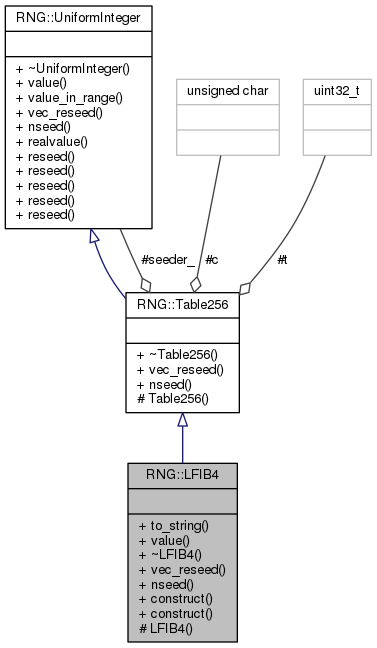 RNG::UniformInteger
+ ~UniformInteger()
+ value()
+ value_in_range()
+ vec_reseed()
+ nseed()
+ realvalue()
+ reseed()
+ reseed()
+ reseed()
+ reseed()
+ reseed()
unsigned char
uint32_t
#seeder_
#c
#t
RNG::Table256
+ ~Table256()
+ vec_reseed()
+ nseed()
# Table256()
RNG::LFIB4
+ to_string()
+ value()
+ ~LFIB4()
+ vec_reseed()
+ nseed()
+ construct()
+ construct()
# LFIB4()